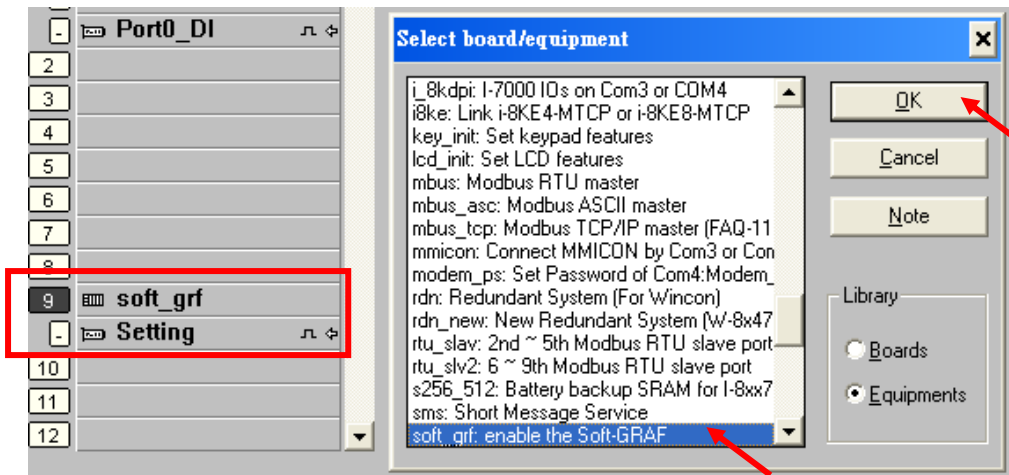 - Port0_DI
2
3
4
5
6
7
8
9 soft_grf
- Setting
10
11
12
Select board/equipment
i_8kdpi: I-7000 IOs on Com3 or COM4
i8ke: Link i-8KE4-MTCP or i-8KE8-MTCP
key_init: Set keypad features
lcd_init: Set LCD features
mbus: Modbus RTU master
mbus_asc: Modbus ASCII master
mbus_tcp: Modbus TCP/IP master (FAQ-11
mmicon: Connect MMICON by Com3 or Con
modem_ps: Set Password of Com4:Modem_
rdn: Redundant System (For Wincon)
rdn_new: New Redundant System (W-8x47
rtu_slav: 2nd ~ 5th Modbus RTU slave port
rtu_slv2: 6 ~ 9th Modbus RTU slave port
s256_512: Battery backup SRAM for I-8xx7
sms: Short Message Service
soft_grf: enable the Soft-GRAF
OK
Cancel
Note
Library
Boards
Equipments